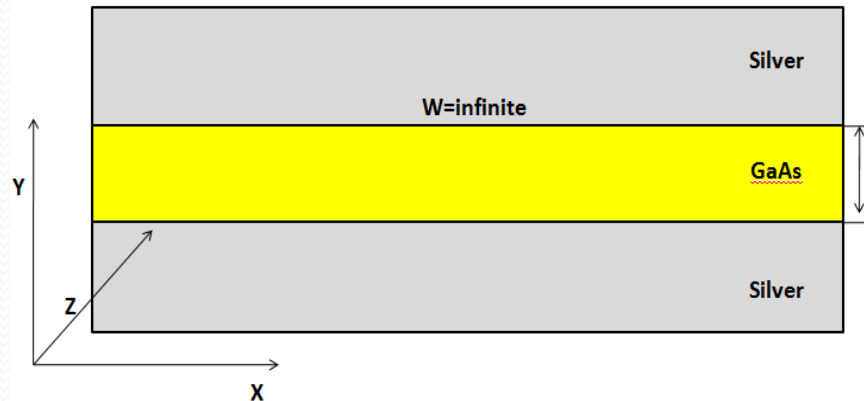 Silver
W=infinite
Y
GaAs
Z
Silver
X